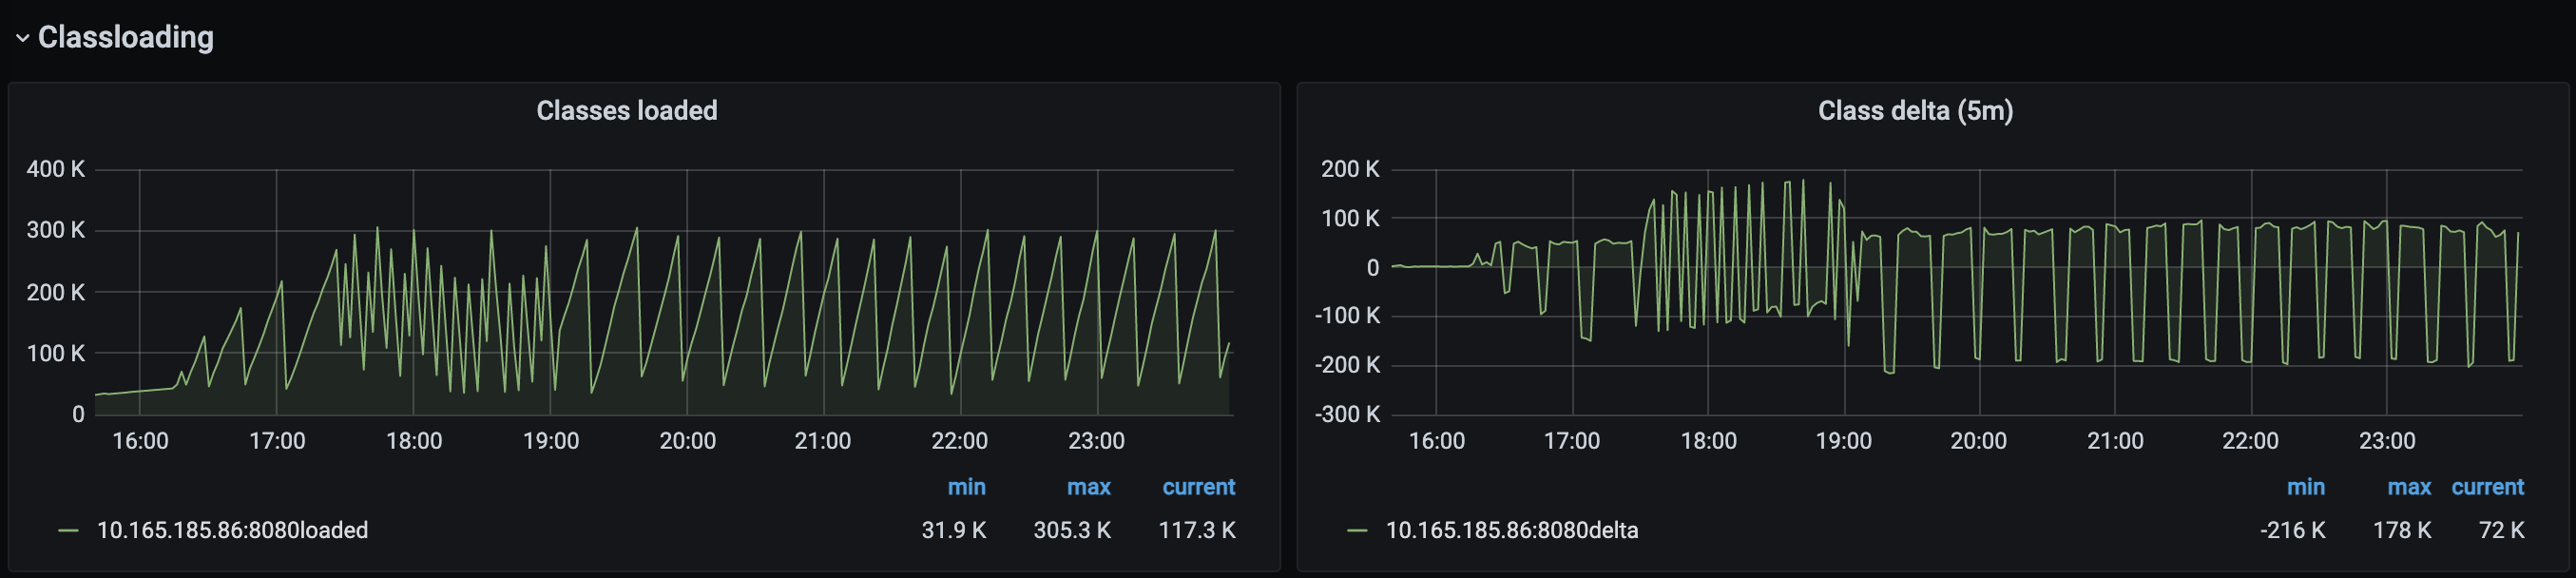 Classloading
Classes loaded
400 K
300 K
200 K
100 K
0
16:00 17:00 18:00 19:00 20:00 21:00 22:00 23:00
min max current
10.165.185.86:8080loaded 31.9 K 305.3 K 117.3 K
Class delta (5m)
200 K
100 K
0
-100 K
-200 K
-300 K
16:00 17:00 18:00 19:00 20:00 21:00 22:00 23:00
min max current
10.165.185.86:8080delta -216 K 178 K 72 K